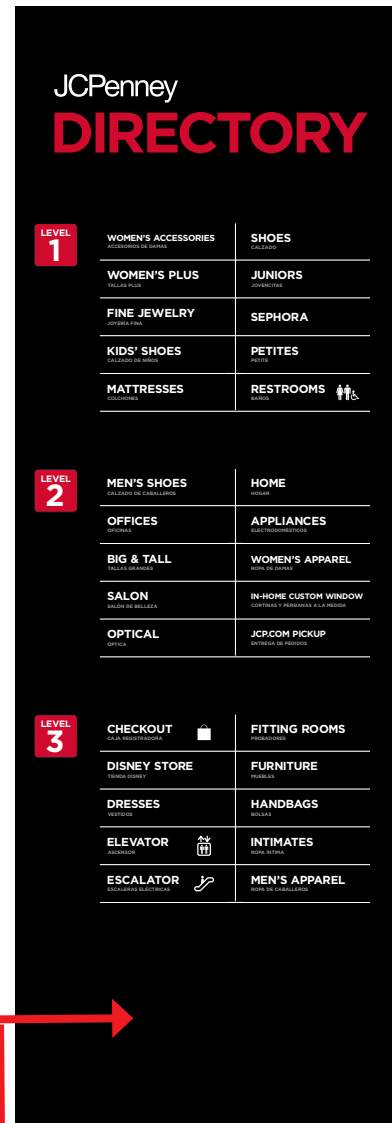 JCPenney
DIRECTORY
LEVEL
1
WOMEN'S ACCESSORIES
ACCESORIOS DE DAMAS
SHOES
CALZADO
WOMEN'S PLUS
TALLAS PLUS
JUNIORS
JOVENCITAS
FINE JEWELRY
JOYERÍA FINA
SEPHORA
KIDS' SHOES
CALZADO DE NIÑOS
PETITES
PETITE
MATTRESSES
COLCHONES
RESTROOMS
BAÑOS
LEVEL
2
MEN'S SHOES
CALZADO DE CABALLEROS
HOME
HOGAR
OFFICES
OFICINAS
APPLIANCES
ELECTRODOMÉSTICOS
BIG & TALL
TALLAS GRANDES
WOMEN'S APPAREL
ROPA DE DAMAS
SALON
SALÓN DE BELLEZA
IN-HOME CUSTOM WINDOW
CORTINAS Y PERSIANAS A LA MEDIDA
OPTICAL
ÓPTICA
JCP.COM PICKUP
ENTREGA DE PEDIDOS
LEVEL
3
CHECKOUT
CAJA REGISTRADORA
FITTING ROOMS
PROBADORES
DISNEY STORE
TIENDA DISNEY
FURNITURE
MUEBLES
DRESSES
VESTIDOS
HANDBAGS
BOLSAS
ELEVATOR
ASCENSOR
INTIMATES
ROPA ÍNTIMA
ESCALATOR
ESCALERAS ELÉCTRICAS
MEN'S APPAREL
ROPA DE CABALLEROS